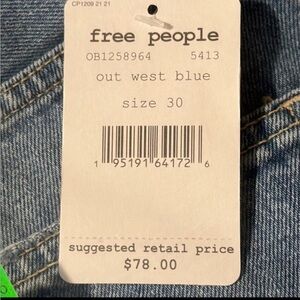 CP1209 21 21
free people
OB1258964 5413
out west blue
size 30
1 95191 64172 6
suggested retail price
$78.00